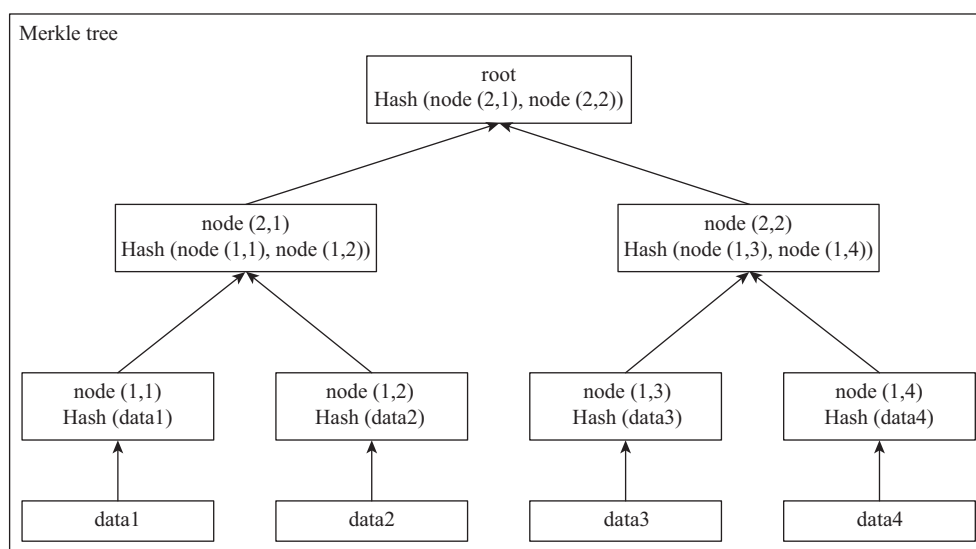 Merkle tree
root
Hash (node (2,1), node (2,2))
node (2,1)
Hash (node (1,1), node (1,2))
node (2,2)
Hash (node (1,3), node (1,4))
node (1,1)
Hash (data1)
node (1,2)
Hash (data2)
node (1,3)
Hash (data3)
node (1,4)
Hash (data4)
data1
data2
data3
data4